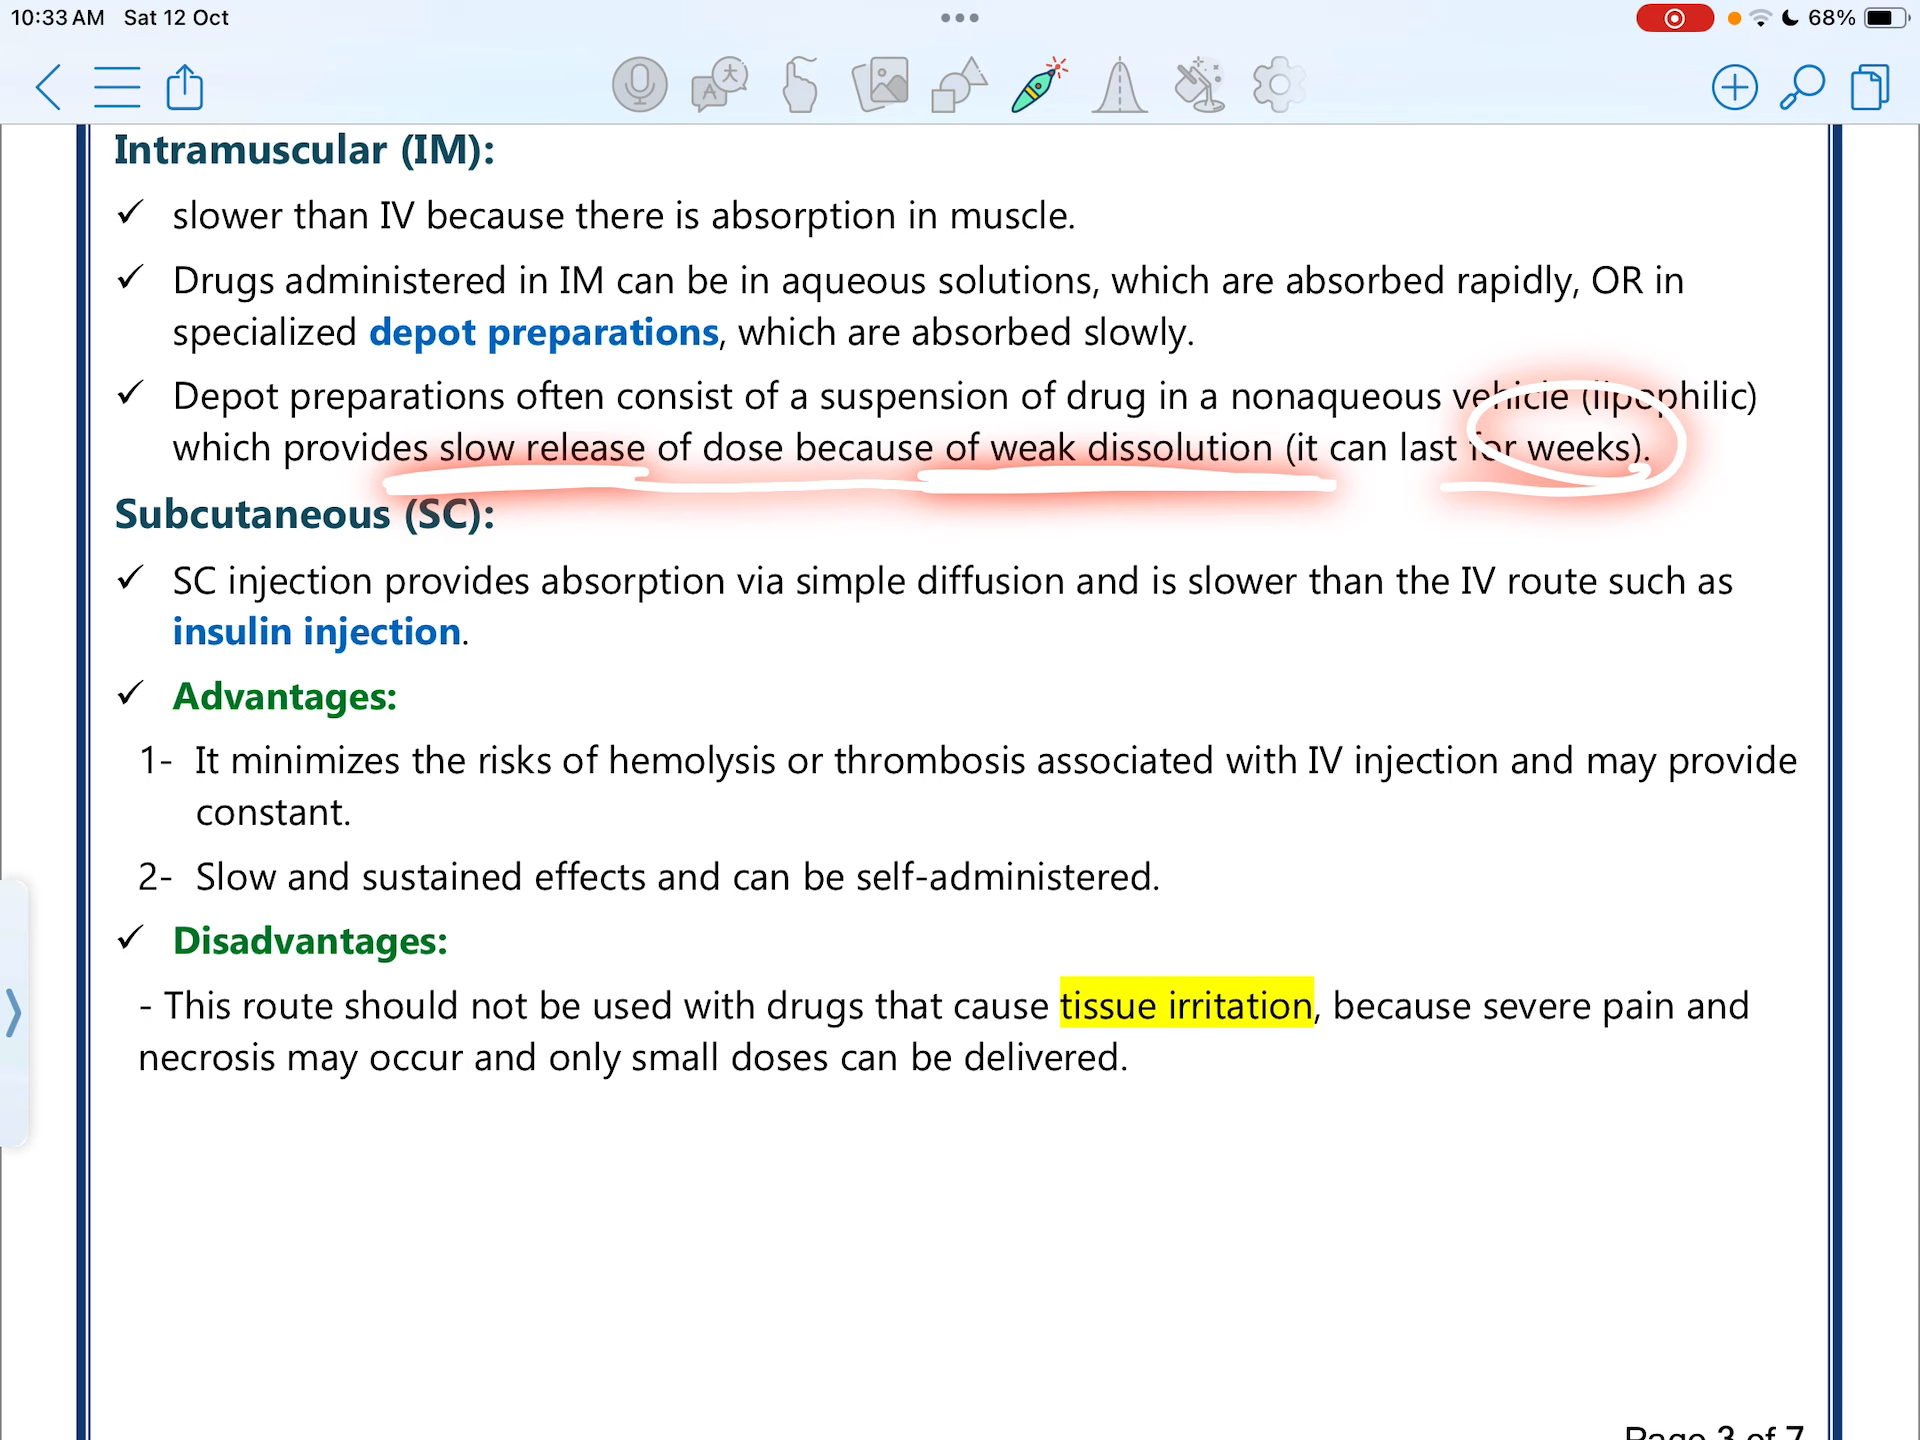 10:33 AM Sat 12 Oct
68%
Intramuscular (IM):
✓ slower than IV because there is absorption in muscle.
✓ Drugs administered in IM can be in aqueous solutions, which are absorbed rapidly, OR in
specialized depot preparations, which are absorbed slowly.
✓ Depot preparations often consist of a suspension of drug in a nonaqueous vehicle (lipophilic)
which provides slow release of dose because of weak dissolution (it can last for weeks).
Subcutaneous (SC):
✓ SC injection provides absorption via simple diffusion and is slower than the IV route such as
insulin injection.
✓ Advantages:
1- It minimizes the risks of hemolysis or thrombosis associated with IV injection and may provide
constant.
2- Slow and sustained effects and can be self-administered.
✓ Disadvantages:
- This route should not be used with drugs that cause tissue irritation, because severe pain and
necrosis may occur and only small doses can be delivered.
Page 3 of 7